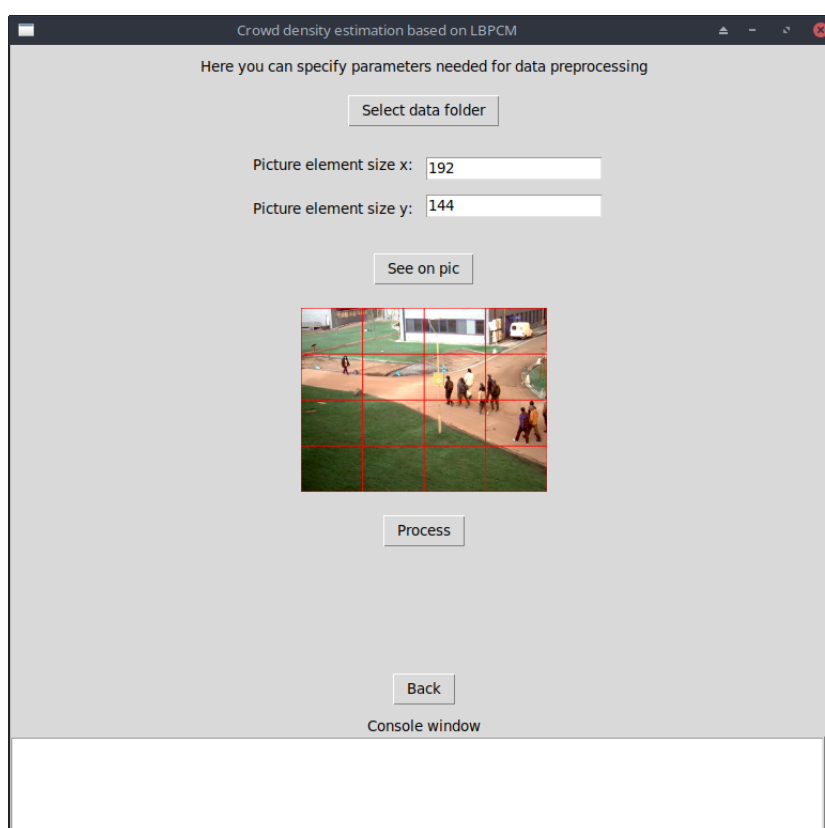 Crowd density estimation based on LBPCM
Here you can specify parameters needed for data preprocessing
Select data folder
Picture element size x: 192
Picture element size y: 144
See on pic
Process
Back
Console window